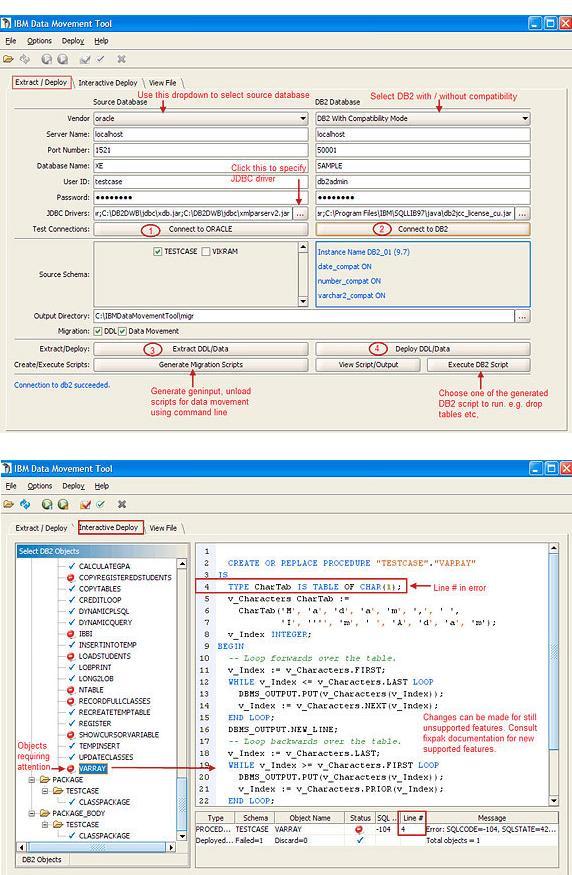 IBM Data Movement Tool
File Options Deploy Help
Extract / Deploy Interactive Deploy View File
Use this dropdown to select source database
Select DB2 with / without compatibility
Source Database DB2 Database
Vendor oracle DB2 With Compatibility Mode
Server Name: localhost localhost
Port Number: 1521 50001
Database Name: XE SAMPLE
Click this to specify
JDBC driver
User ID: testcase db2admin
Password: •••••••• ••••••••
JDBC Drivers: ir;C:\DB2DWB\jdbc\xdb.jar;C:\DB2DWB\jdbc\xmlparserv2.jar ... ar;C:\Program Files\IBM\SQLLIB97\java\db2jcc_license_cu.jar ...
Test Connections: 1 Connect to ORACLE 2 Connect to DB2
Source Schema: TESTCASE VIKRAM
Instance Name DB2_01 (9.7)
date_compat ON
number_compat ON
varchar2_compat ON
Output Directory: C:\IBMDataMovementTool\migr ...
Migration: DDL Data Movement
Extract/Deploy: 3 Extract DDL/Data 4 Deploy DDL/Data
Create/Execute Scripts: Generate Migration Scripts View Script/Output Execute DB2 Script
Connection to db2 succeeded.
Generate geninput, unload
scripts for data movement
using command line
Choose one of the generated
DB2 script to run. e.g. drop
tables etc,
IBM Data Movement Tool
File Options Deploy Help
Extract / Deploy Interactive Deploy View File
Select DB2 Objects
CALCULATEGPA
COPYREGISTEREDSTUDENTS
COPYTABLES
CREDITLOOP
DYNAMICPLSQL
DYNAMICQUERY
IBBI
INSERTINTOTEMP
LOADSTUDENTS
LOBPRINT
LONG2LOB
NTABLE
RECORDFULLCLASSES
RECREATETEMPTABLE
REGISTER
SHOWCURSORVARIABLE
TEMPINSERT
UPDATECLASSES
VARRAY
PACKAGE
TESTCASE
CLASSPACKAGE
PACKAGE_BODY
TESTCASE
CLASSPACKAGE
DB2 Objects
Objects
requiring
attention
1
2 CREATE OR REPLACE PROCEDURE "TESTCASE"."VARRAY"
3 IS
4 TYPE CharTab IS TABLE OF CHAR(1);
Line # in error
5 v_Characters CharTab :=
6 CharTab('M', 'a', 'd', 'a', 'm', ',', ' ',
7 'I', '''', 'm', ' ', 'A', 'd', 'a', 'm');
8 v_Index INTEGER;
9 BEGIN
10 -- Loop forwards over the table.
11 v_Index := v_Characters.FIRST;
12 WHILE v_Index <= v_Characters.LAST LOOP
13 DBMS_OUTPUT.PUT(v_Characters(v_Index));
14 v_Index := v_Characters.NEXT(v_Index);
15 END LOOP;
16 DBMS_OUTPUT.NEW_LINE;
17 -- Loop backwards over the table.
18 v_Index := v_Characters.LAST;
19 WHILE v_Index >= v_Characters.FIRST LOOP
20 DBMS_OUTPUT.PUT(v_Characters(v_Index));
21 v_Index := v_Characters.PRIOR(v_Index);
22 END LOOP;
Changes can be made for still
unsupported features. Consult
fixpak documentation for new
supported features.
Type Schema Object Name Status SQL .. Line # Message
PROCED... TESTCASE VARRAY -104 4 Error: SQLCODE=-104, SQLSTATE=42...
Deployed... Failed=1 Discard=0 Total objects = 1